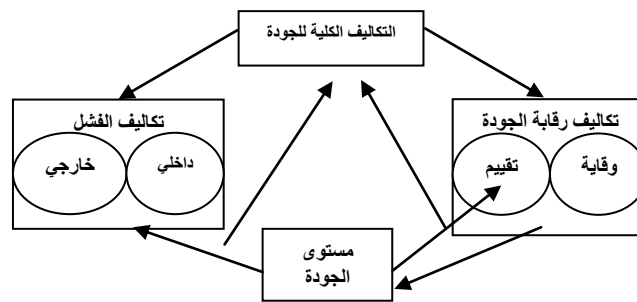 التكاليف الكلية للجودة
تكاليف رقابة الجودة
وقاية
تقييم
تكاليف الفشل
داخلي
خارجي
مستوى
الجودة